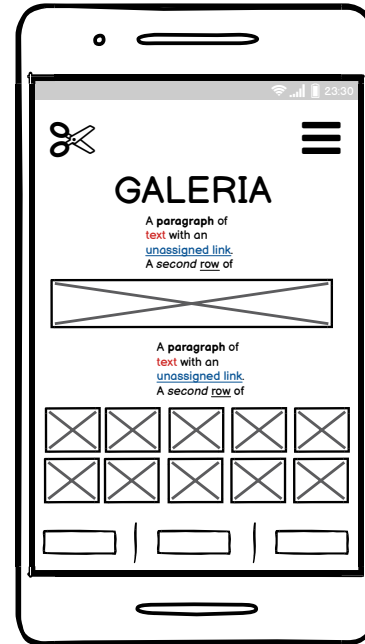 23:30
GALERIA
A paragraph of
text with an
unassigned link.
A second row of
A paragraph of
text with an
unassigned link.
A second row of